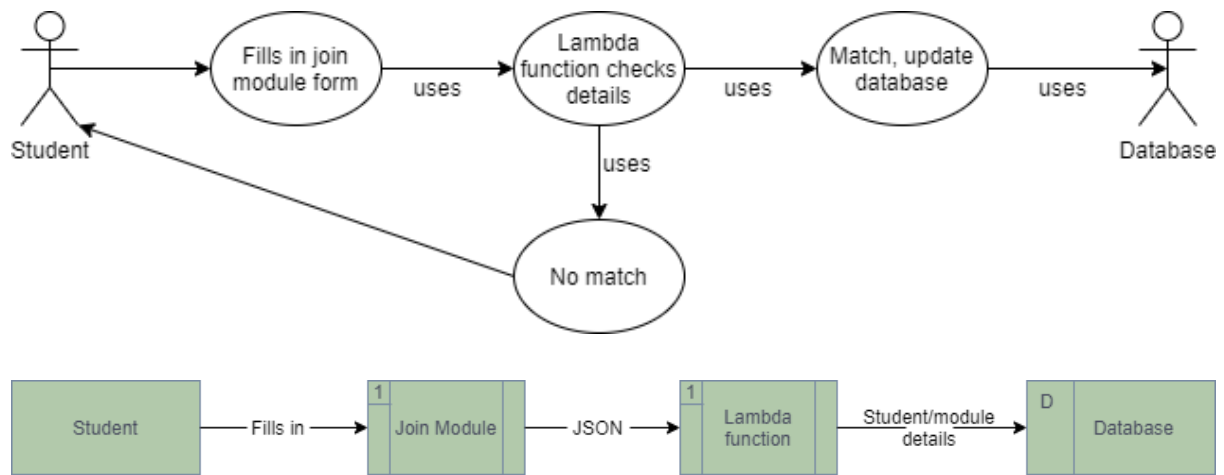 Fills in join
module form
Lambda
function checks
details
Match, update
database
uses
uses
uses
Student
Database
uses
No match
1
1
D
Student
Fills in
Join Module
JSON
Lambda
function
Student/module
details
Database